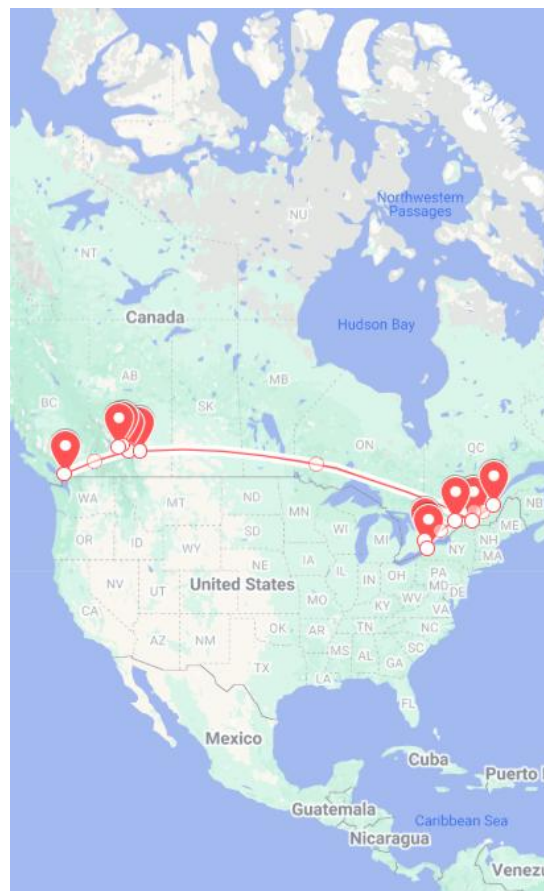 Northwestern
Passages
NU
NT
Canada
Hudson Bay
AB
BC
SK
MB
ON
QC
NB
WA
MT
ND
ME
OR
ID
SD
MN
WI
MI
NY
NH
MA
WY
NE
IA
IL
IN
OH
PA
NV
UT
United States
MD
DE
CA
MO
KY
WV
VA
AZ
NM
OK
AR
TN
NC
MS
AL
SC
TX
GA
LA
FL
Mexico
Cuba
Puerto
Guatemala
Caribbean Sea
Nicaragua
Venezu